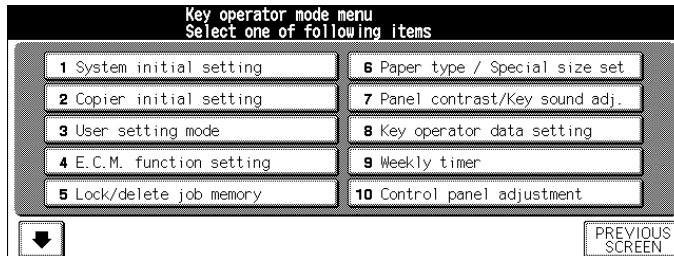 Key operator mode menu
Select one of following items
1 System initial setting
2 Copier initial setting
3 User setting mode
4 E.C.M. function setting
5 Lock/delete job memory
6 Paper type / Special size set
7 Panel contrast/Key sound adj.
8 Key operator data setting
9 Weekly timer
10 Control panel adjustment
PREVIOUS
SCREEN